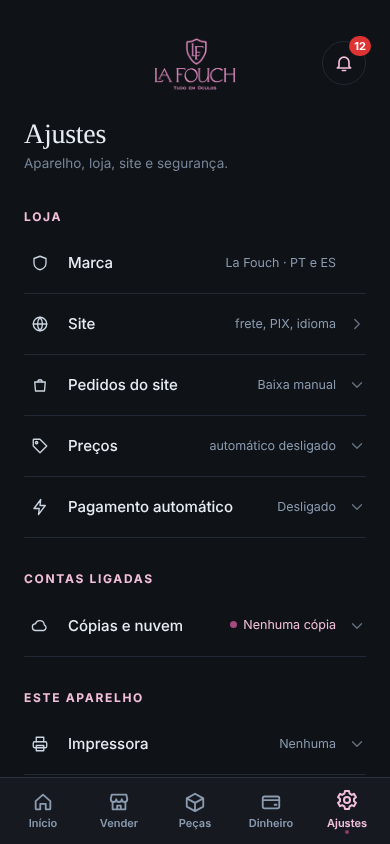 12
LF
LA FOUCH
TUDO EM ÓCULOS
Ajustes
Aparelho, loja, site e segurança.
LOJA
Marca La Fouch · PT e ES
Site frete, PIX, idioma
Pedidos do site Baixa manual
Preços automático desligado
Pagamento automático Desligado
CONTAS LIGADAS
Cópias e nuvem Nenhuma cópia
ESTE APARELHO
Impressora Nenhuma
Início Vender Peças Dinheiro Ajustes